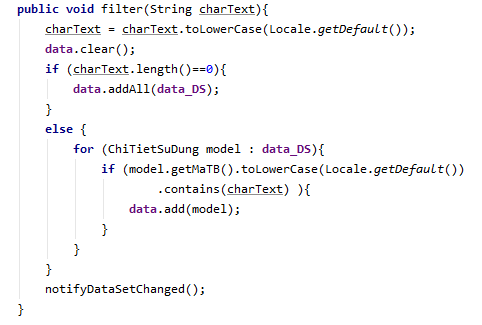 public void filter(String charText){
    charText = charText.toLowerCase(Locale.getDefault());
    data.clear();
    if (charText.length()==0){
        data.addAll(data_DS);
    }
    else {
        for (ChiTietSuDung model : data_DS){
            if (model.getMaTB().toLowerCase(Locale.getDefault())
                    .contains(charText) ){
                data.add(model);
            }
        }
    }
    notifyDataSetChanged();
}